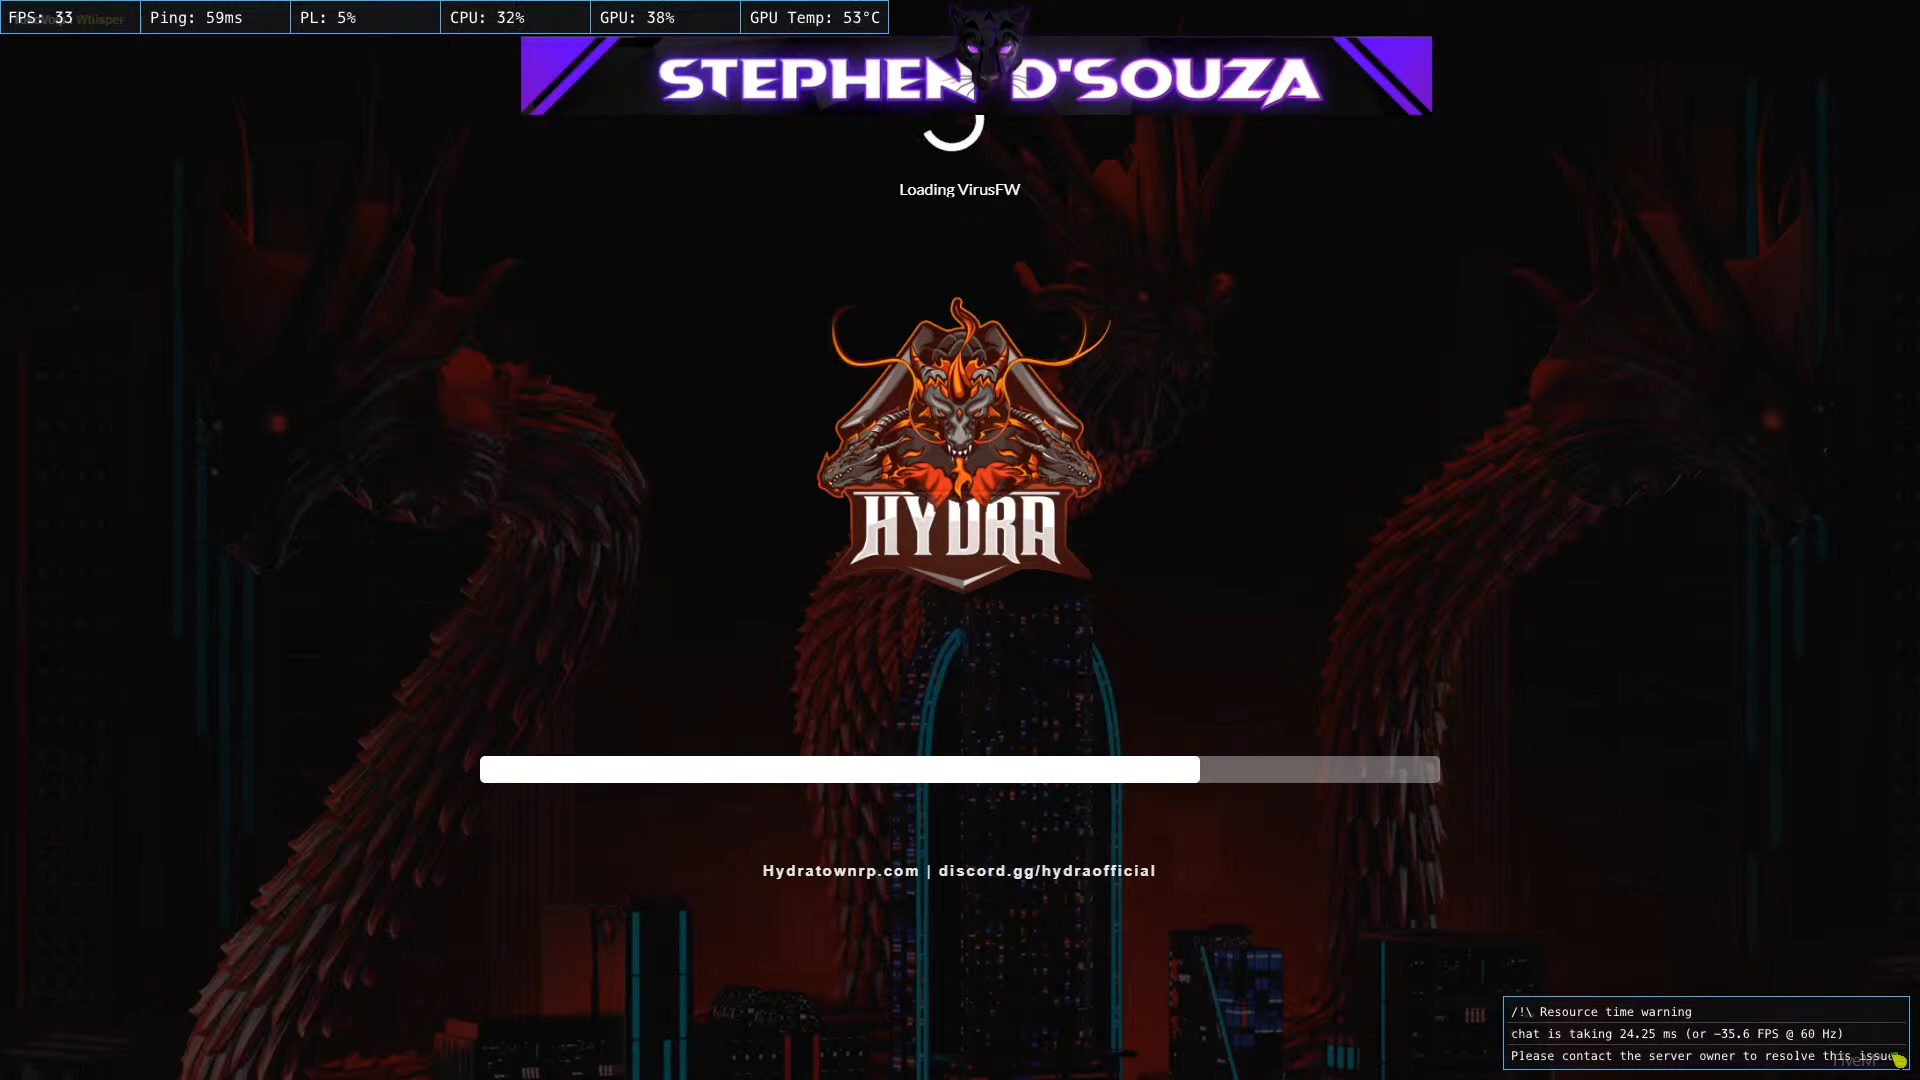 FPS: 33
Whisper
Ping: 59ms
PL: 5%
CPU: 32%
GPU: 38%
GPU Temp: 53°C
STEPHEN D'SOUZA
Loading VirusFW
HYDRA
Hydratownrp.com | discord.gg/hydraofficial
/!\ Resource time warning
chat is taking 24.25 ms (or -35.6 FPS @ 60 Hz)
Please contact the server owner to resolve this issue